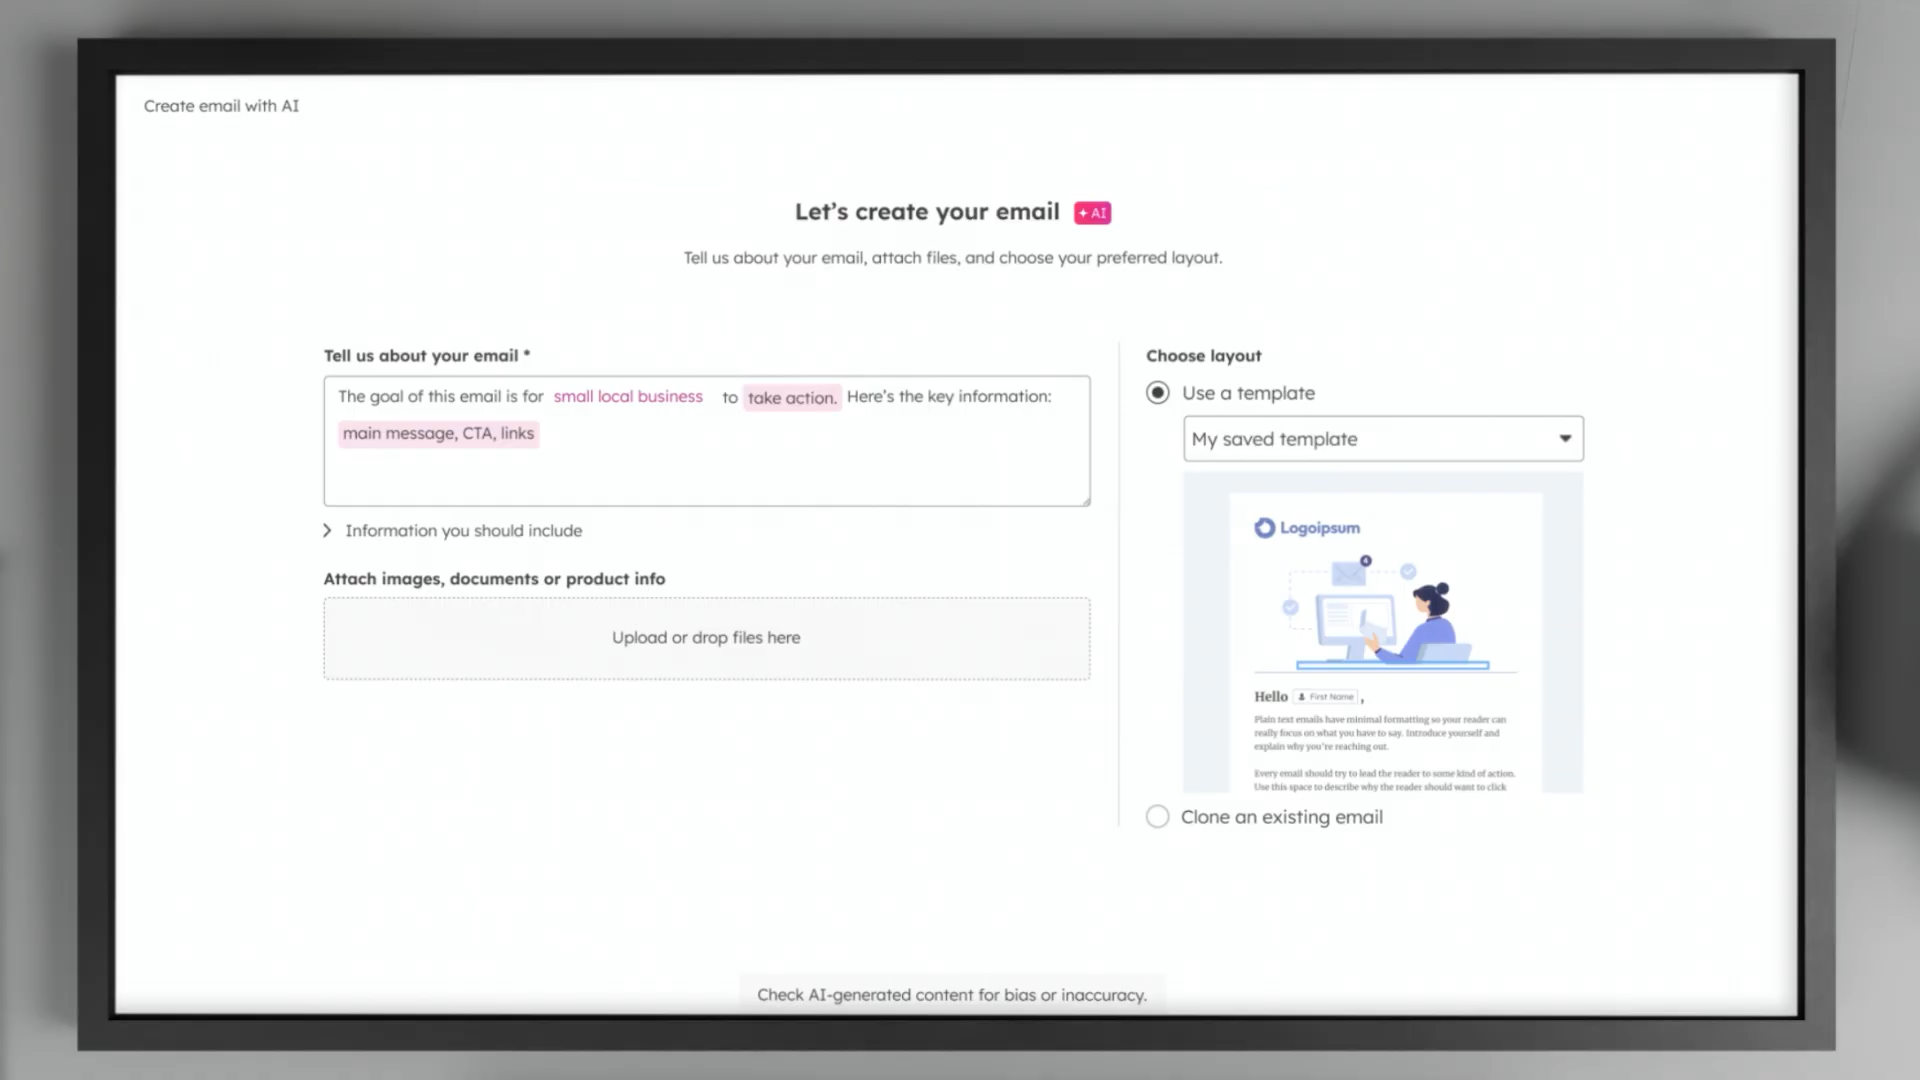 Create email with AI
Let's create your email
AI
Tell us about your email, attach files, and choose your preferred layout.
Tell us about your email *
The goal of this email is for small local business to take action. Here's the key information:
main message, CTA, links
Information you should include
Attach images, documents or product info
Upload or drop files here
Choose layout
Use a template
My saved template
Logoipsum
4
Hello First Name ,
Plain text emails have minimal formatting so your reader can
really focus on what you have to say. Introduce yourself and
explain why you're reaching out.
Every email should try to lead the reader to some kind of action.
Use this space to describe why the reader should want to click
Clone an existing email
Check AI-generated content for bias or inaccuracy.